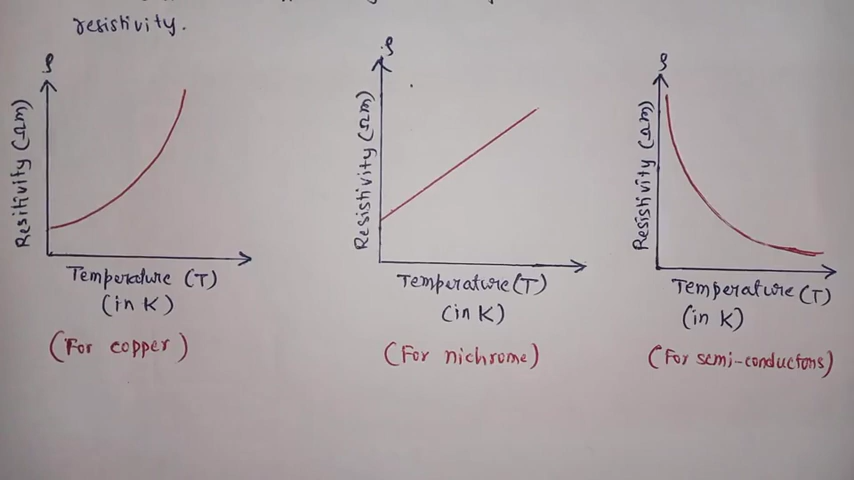 resistivity.
ρ
Resitivity (Ωm)
Temperature (T)
(in K)
(For copper)
ρ
Resistivity (Ωm)
Temperature (T)
(in K)
(For nichrome)
ρ
Resistivity (Ωm)
Temperature (T)
(in K)
(For semi-conductors)